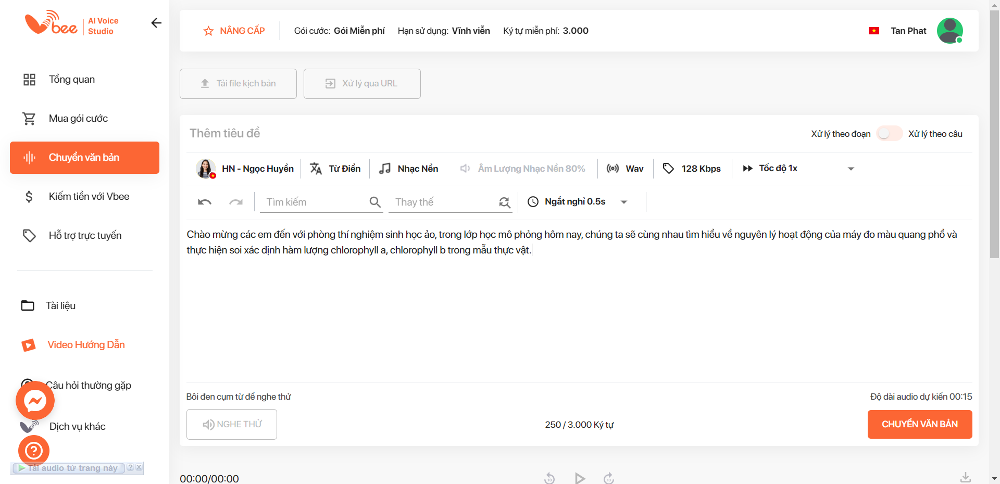 Vbee AI Voice Studio
NÂNG CẤP Gói cước: Gói Miễn phí Hạn sử dụng: Vĩnh viễn Ký tự miễn phí: 3.000 Tan Phat
Tổng quan
Mua gói cước
Chuyển văn bản
Kiếm tiền với Vbee
Hỗ trợ trực tuyến
Tài liệu
Video Hướng Dẫn
Câu hỏi thường gặp
Dịch vụ khác
Tải audio từ trang này ? x
Tải file kịch bản Xử lý qua URL
Thêm tiêu đề Xử lý theo đoạn Xử lý theo câu
HN - Ngọc Huyền Từ Điển Nhạc Nền Âm Lượng Nhạc Nền 80% Wav 128 Kbps Tốc độ 1x
Tìm kiếm Thay thế Ngắt nghỉ 0.5s
Chào mừng các em đến với phòng thí nghiệm sinh học ảo, trong lớp học mô phỏng hôm nay, chúng ta sẽ cùng nhau tìm hiểu về nguyên lý hoạt động của máy đo màu quang phổ và
thực hiện soi xác định hàm lượng chlorophyll a, chlorophyll b trong mẫu thực vật.
Bôi đen cụm từ để nghe thử Độ dài audio dự kiến 00:15
NGHE THỬ 250 / 3.000 Ký tự CHUYỂN VĂN BẢN
00:00/00:00 10 10